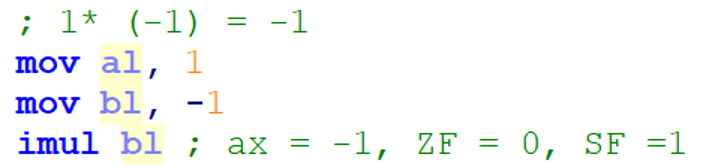 ; 1* (-1) = -1
mov al, 1
mov bl, -1
imul bl ; ax = -1, ZF = 0, SF =1